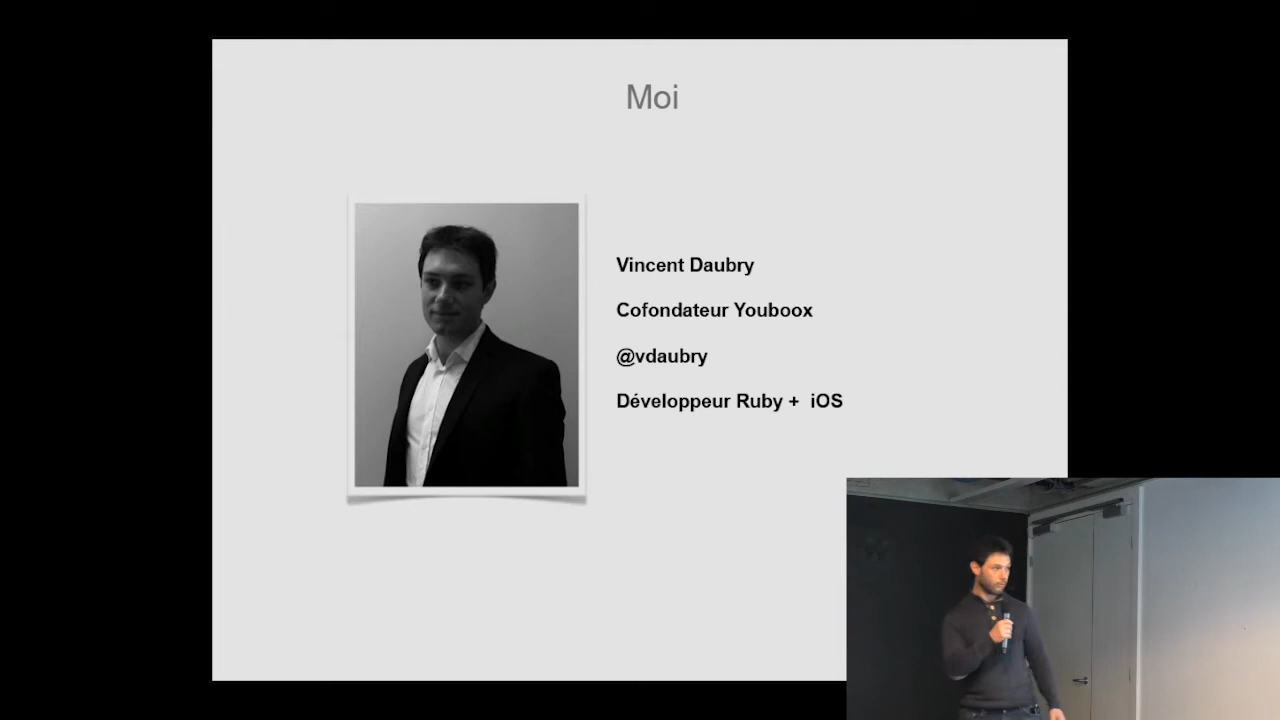 Moi
Vincent Daubry
Cofondateur Youboox
@vdaubry
Développeur Ruby + iOS